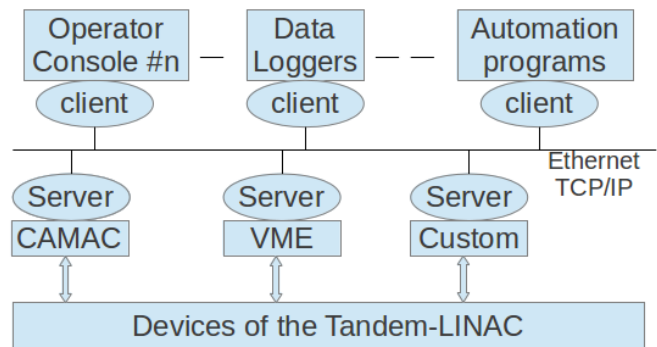 Operator
Console #n
Data
Loggers
Automation
programs
client
client
client
Ethernet
TCP/IP
Server
Server
Server
CAMAC
VME
Custom
Devices of the Tandem-LINAC